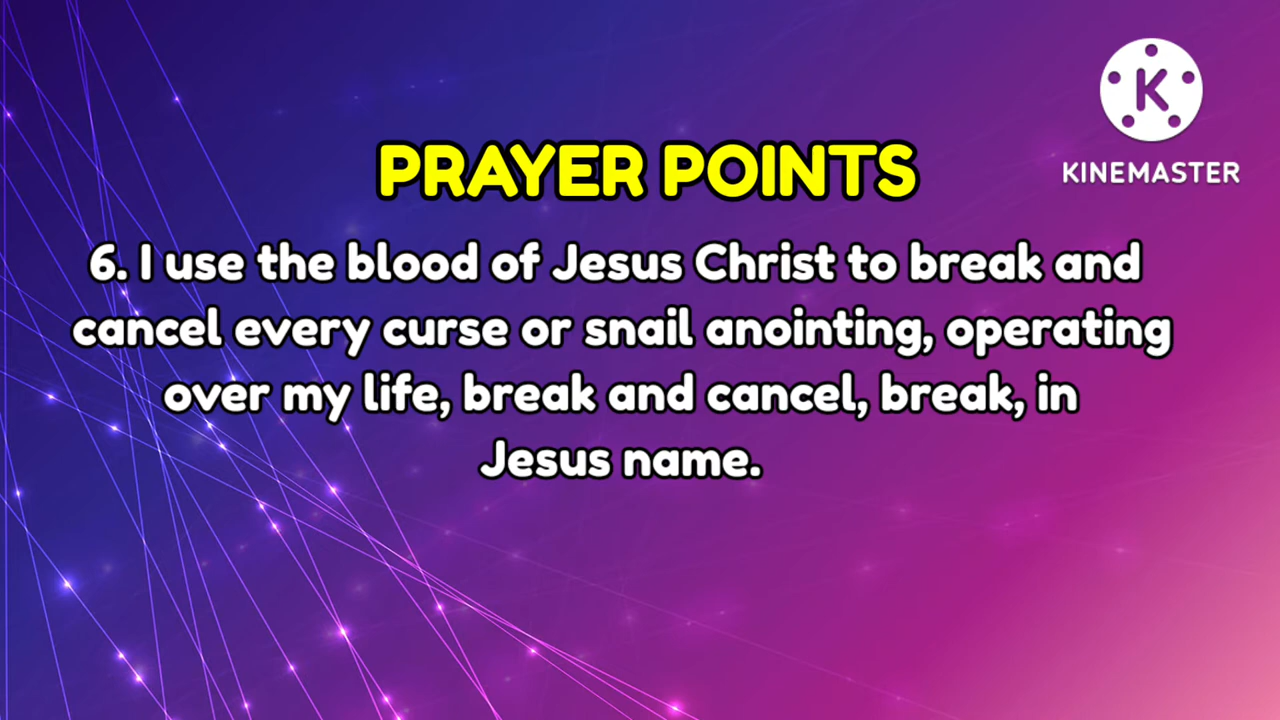 K
KINEMASTER
PRAYER POINTS
6. I use the blood of Jesus Christ to break and
cancel every curse or snail anointing, operating
over my life, break and cancel, break, in
Jesus name.